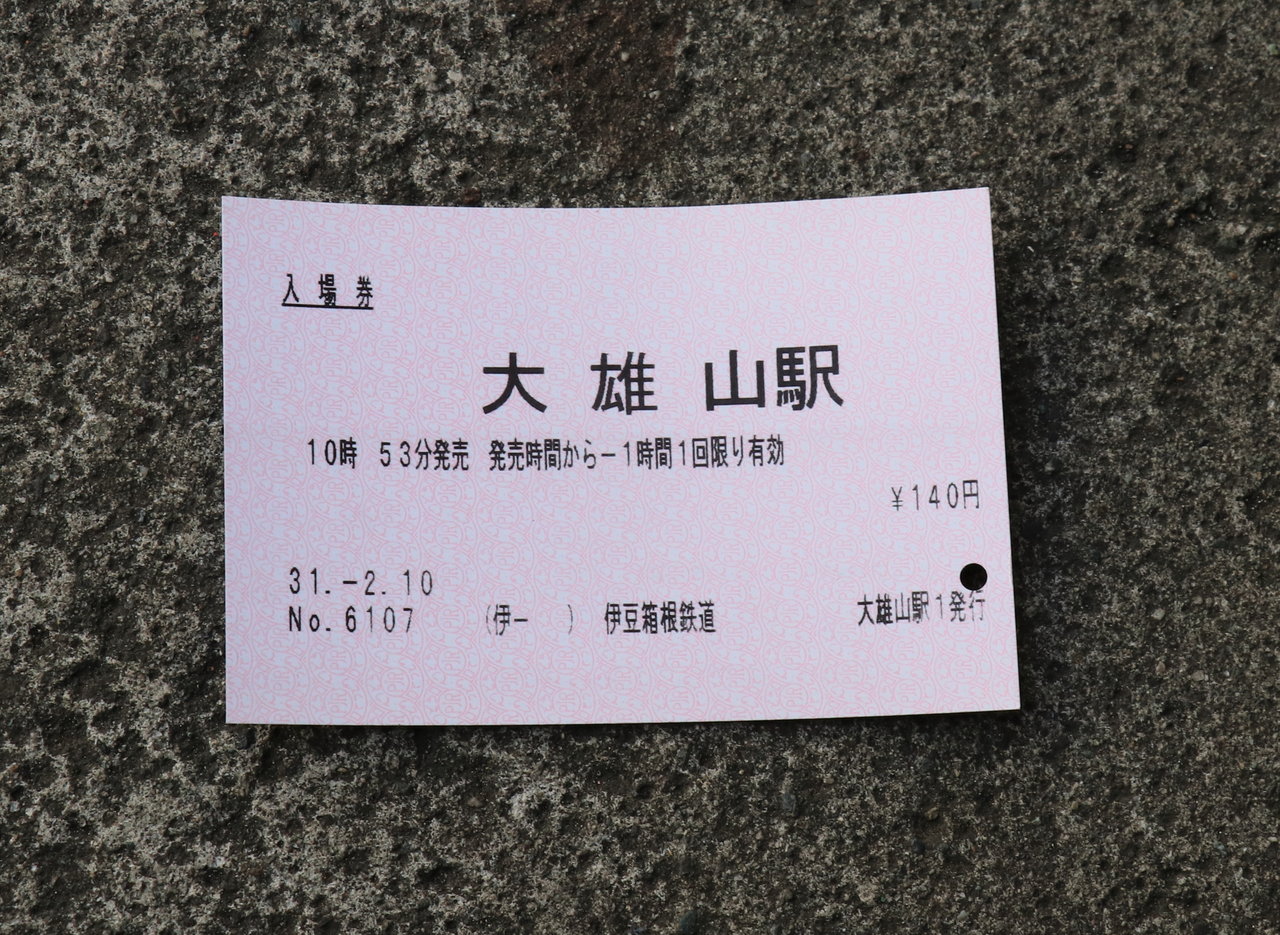 入場券
大雄山駅
10時 53分発売 発売時間から−1時間1回限り有効
¥140円
31.-2.10
No.6107 (伊− ) 伊豆箱根鉄道 大雄山駅1発行